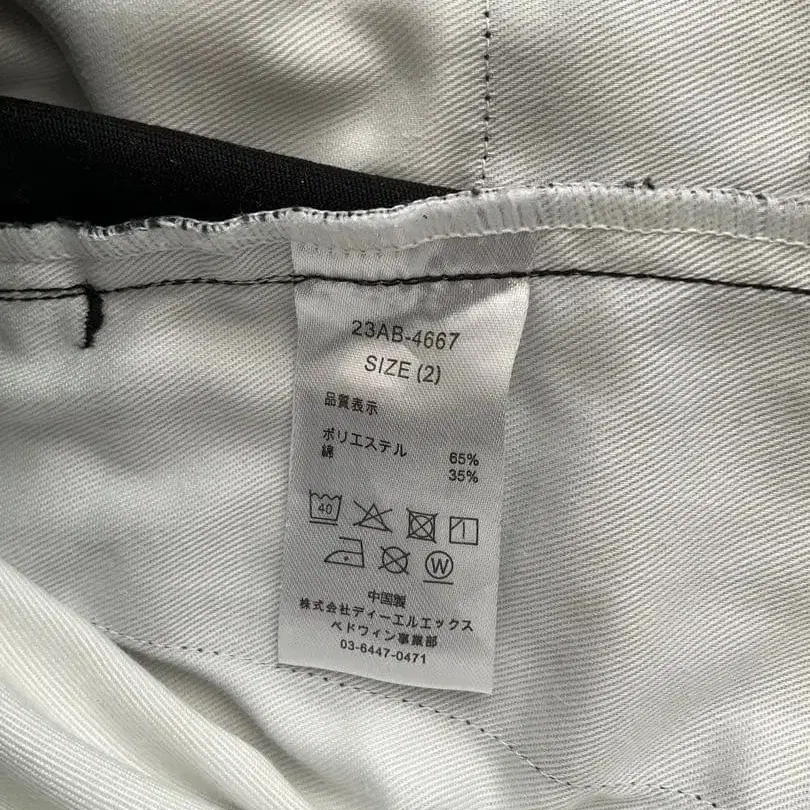 23AB-4667
SIZE (2)
品質表示
ポリエステル 65%
綿 35%
40
W
中国製
株式会社ディーエルエックス
ベドウィン事業部
03-6447-0471